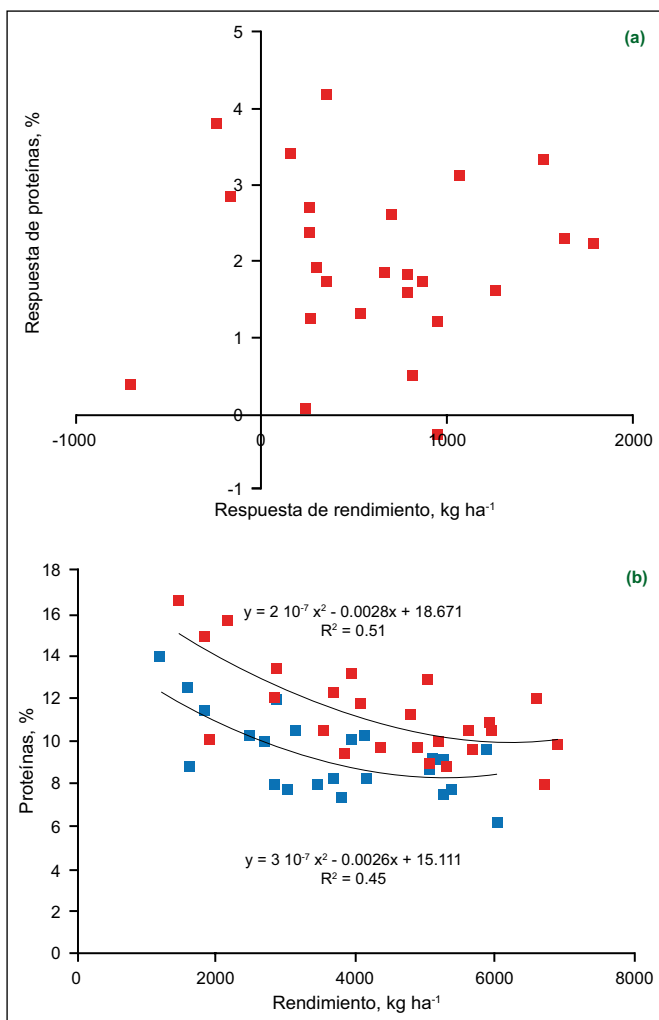 (a)
5
4
3
2
1
0
-1
-1000
0
1000
2000
Respuesta de proteínas, %
Respuesta de rendimiento, kg ha⁻¹
(b)
18
16
14
12
10
8
6
4
2
0
y = 2 10⁻⁷ x² - 0.0028x + 18.671
R² = 0.51
y = 3 10⁻⁷ x² - 0.0026x + 15.111
R² = 0.45
Proteínas, %
0
2000
4000
6000
8000
Rendimiento, kg ha⁻¹